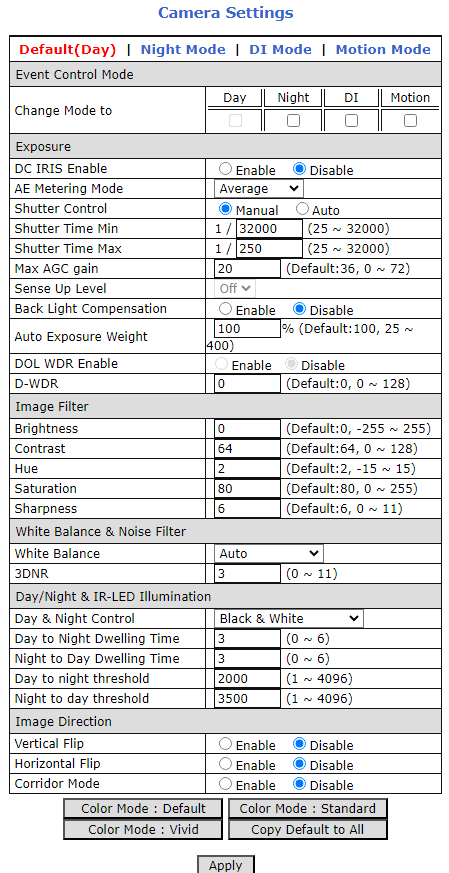 Camera Settings
Default(Day) | Night Mode | DI Mode | Motion Mode
Event Control Mode
Change Mode to Day Night DI Motion
Exposure
DC IRIS Enable Enable Disable
AE Metering Mode Average
Shutter Control Manual Auto
Shutter Time Min 1 / 32000 (25 ~ 32000)
Shutter Time Max 1 / 250 (25 ~ 32000)
Max AGC gain 20 (Default:36, 0 ~ 72)
Sense Up Level Off
Back Light Compensation Enable Disable
Auto Exposure Weight 100 % (Default:100, 25 ~
400)
DOL WDR Enable Enable Disable
D-WDR 0 (Default:0, 0 ~ 128)
Image Filter
Brightness 0 (Default:0, -255 ~ 255)
Contrast 64 (Default:64, 0 ~ 128)
Hue 2 (Default:2, -15 ~ 15)
Saturation 80 (Default:80, 0 ~ 255)
Sharpness 6 (Default:6, 0 ~ 11)
White Balance & Noise Filter
White Balance Auto
3DNR 3 (0 ~ 11)
Day/Night & IR-LED Illumination
Day & Night Control Black & White
Day to Night Dwelling Time 3 (0 ~ 6)
Night to Day Dwelling Time 3 (0 ~ 6)
Day to night threshold 2000 (1 ~ 4096)
Night to day threshold 3500 (1 ~ 4096)
Image Direction
Vertical Flip Enable Disable
Horizontal Flip Enable Disable
Corridor Mode Enable Disable
Color Mode : Default Color Mode : Standard
Color Mode : Vivid Copy Default to All
Apply